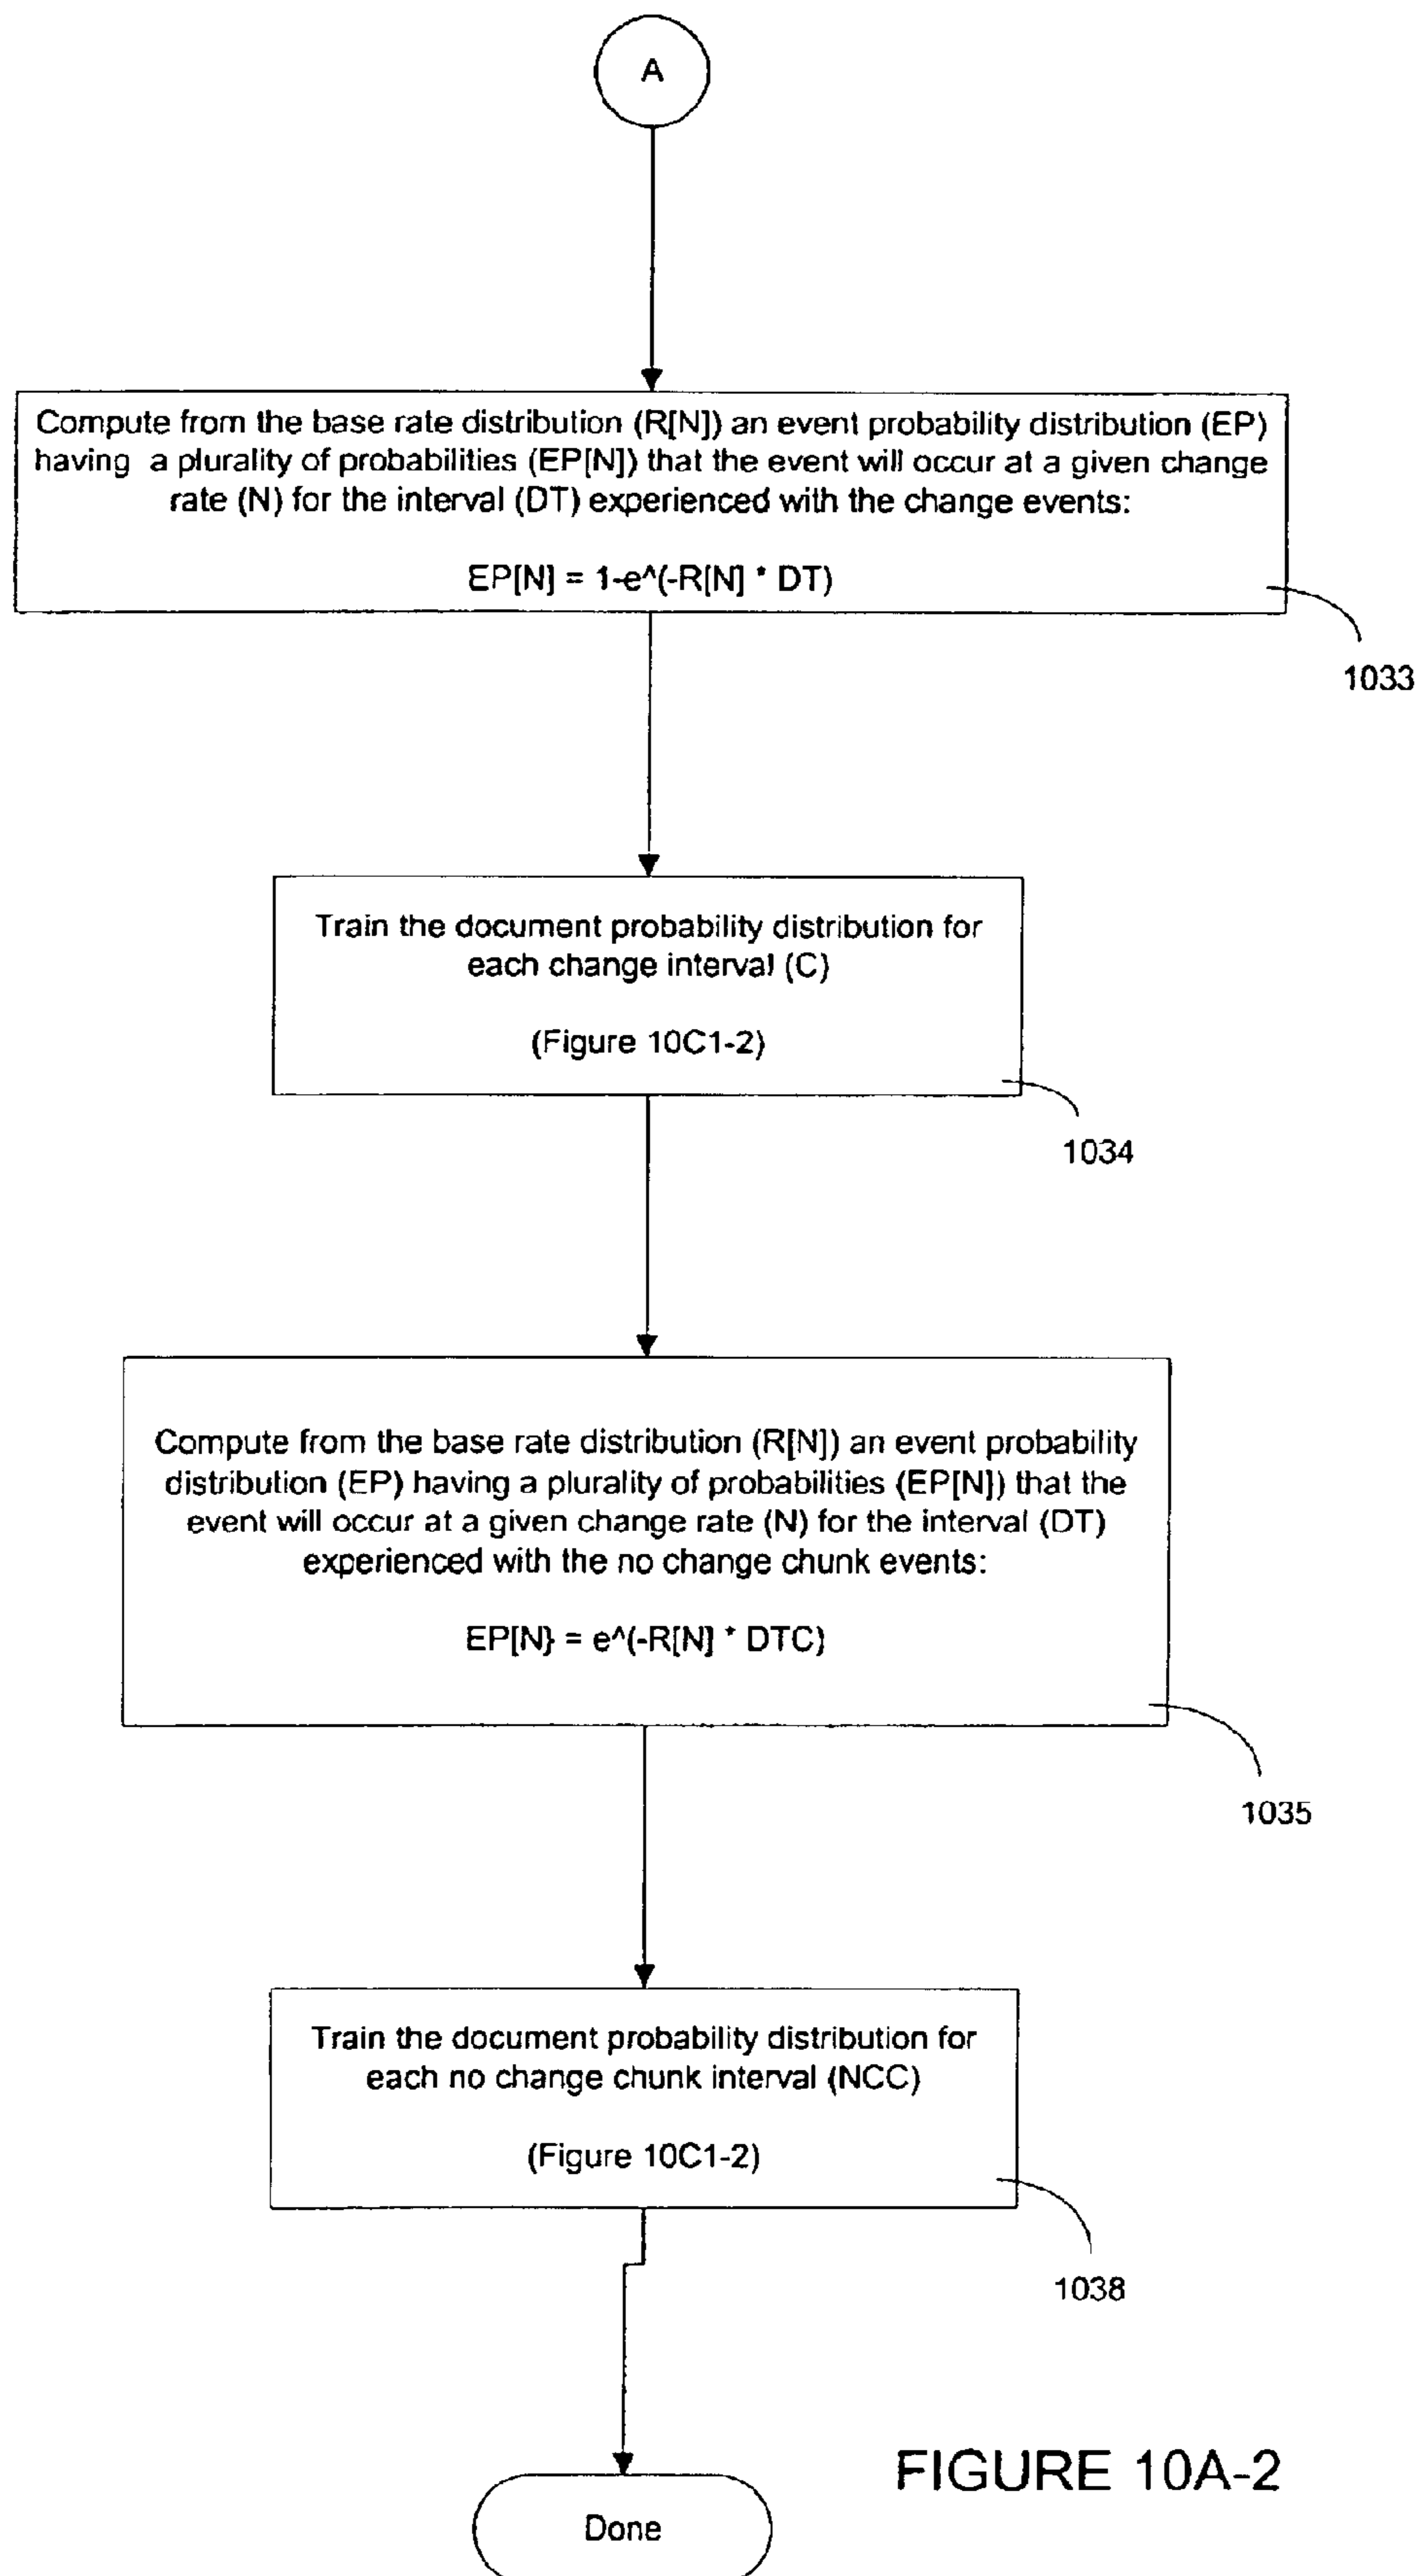 A
Compute from the base rate distribution (R[N]) an event probability distribution (EP)
having a plurality of probabilities (EP[N]) that the event will occur at a given change
rate (N) for the interval (DT) experienced with the change events:
EP[N] = 1-e^(-R[N] * DT)
1033
Train the document probability distribution for
each change interval (C)
(Figure 10C1-2)
1034
Compute from the base rate distribution (R[N]) an event probability
distribution (EP) having a plurality of probabilities (EP[N]) that the
event will occur at a given change rate (N) for the interval (DT)
experienced with the no change chunk events:
EP[N} = e^(-R[N] * DTC)
1035
Train the document probability distribution for
each no change chunk interval (NCC)
(Figure 10C1-2)
1038
FIGURE 10A-2
Done